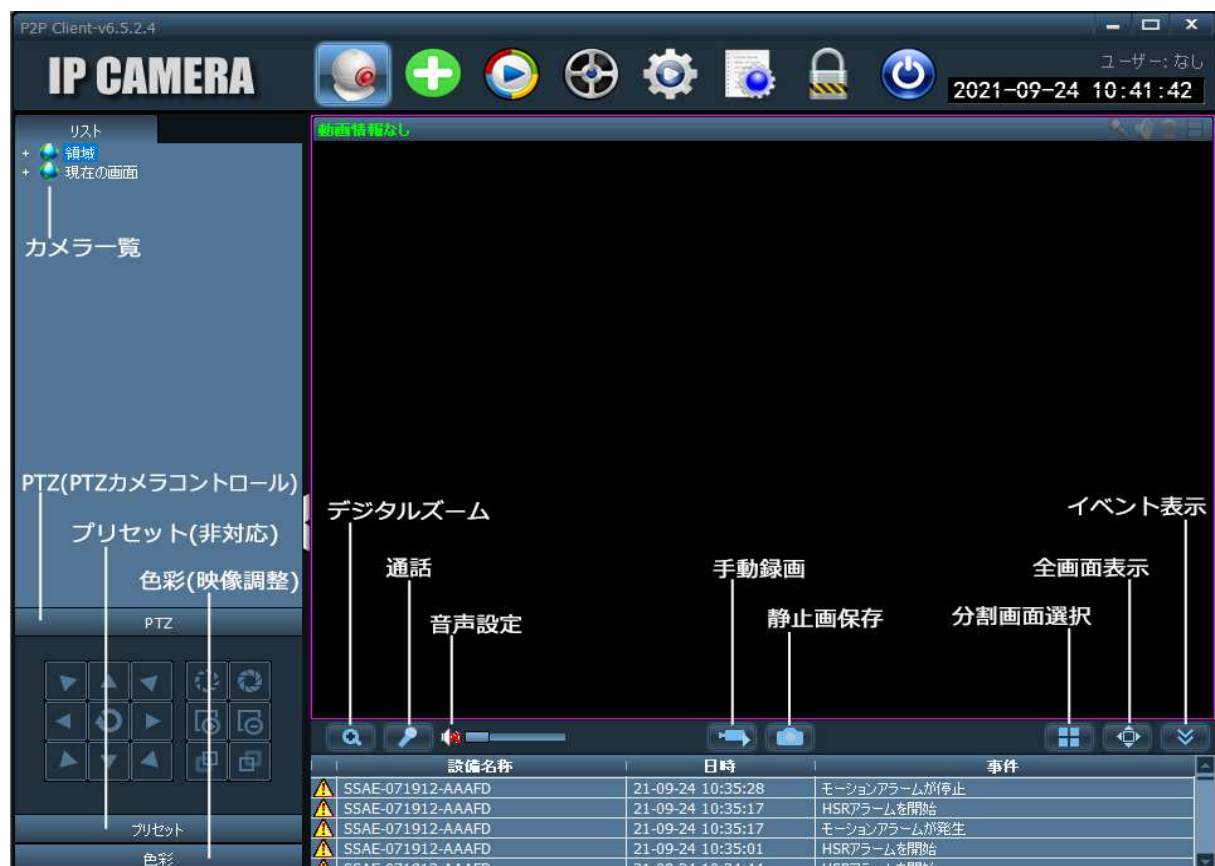 P2P Client-v6.5.2.4
IP CAMERA
ユーザー: なし
2021-09-24 10:41:42
リスト
領域
現在の画面
カメラ一覧
動画情報なし
PTZ(PTZカメラコントロール)
プリセット(非対応)
色彩(映像調整)
デジタルズーム
イベント表示
通話
手動録画
全画面表示
音声設定
静止画保存
分割画面選択
PTZ
プリセット
色彩
設備名称 日時 事件
SSAE-071912-AAAFD 21-09-24 10:35:28 モーションアラームが停止
SSAE-071912-AAAFD 21-09-24 10:35:17 HSRアラームを開始
SSAE-071912-AAAFD 21-09-24 10:35:17 モーションアラームが発生
SSAE-071912-AAAFD 21-09-24 10:35:01 HSRアラームを開始